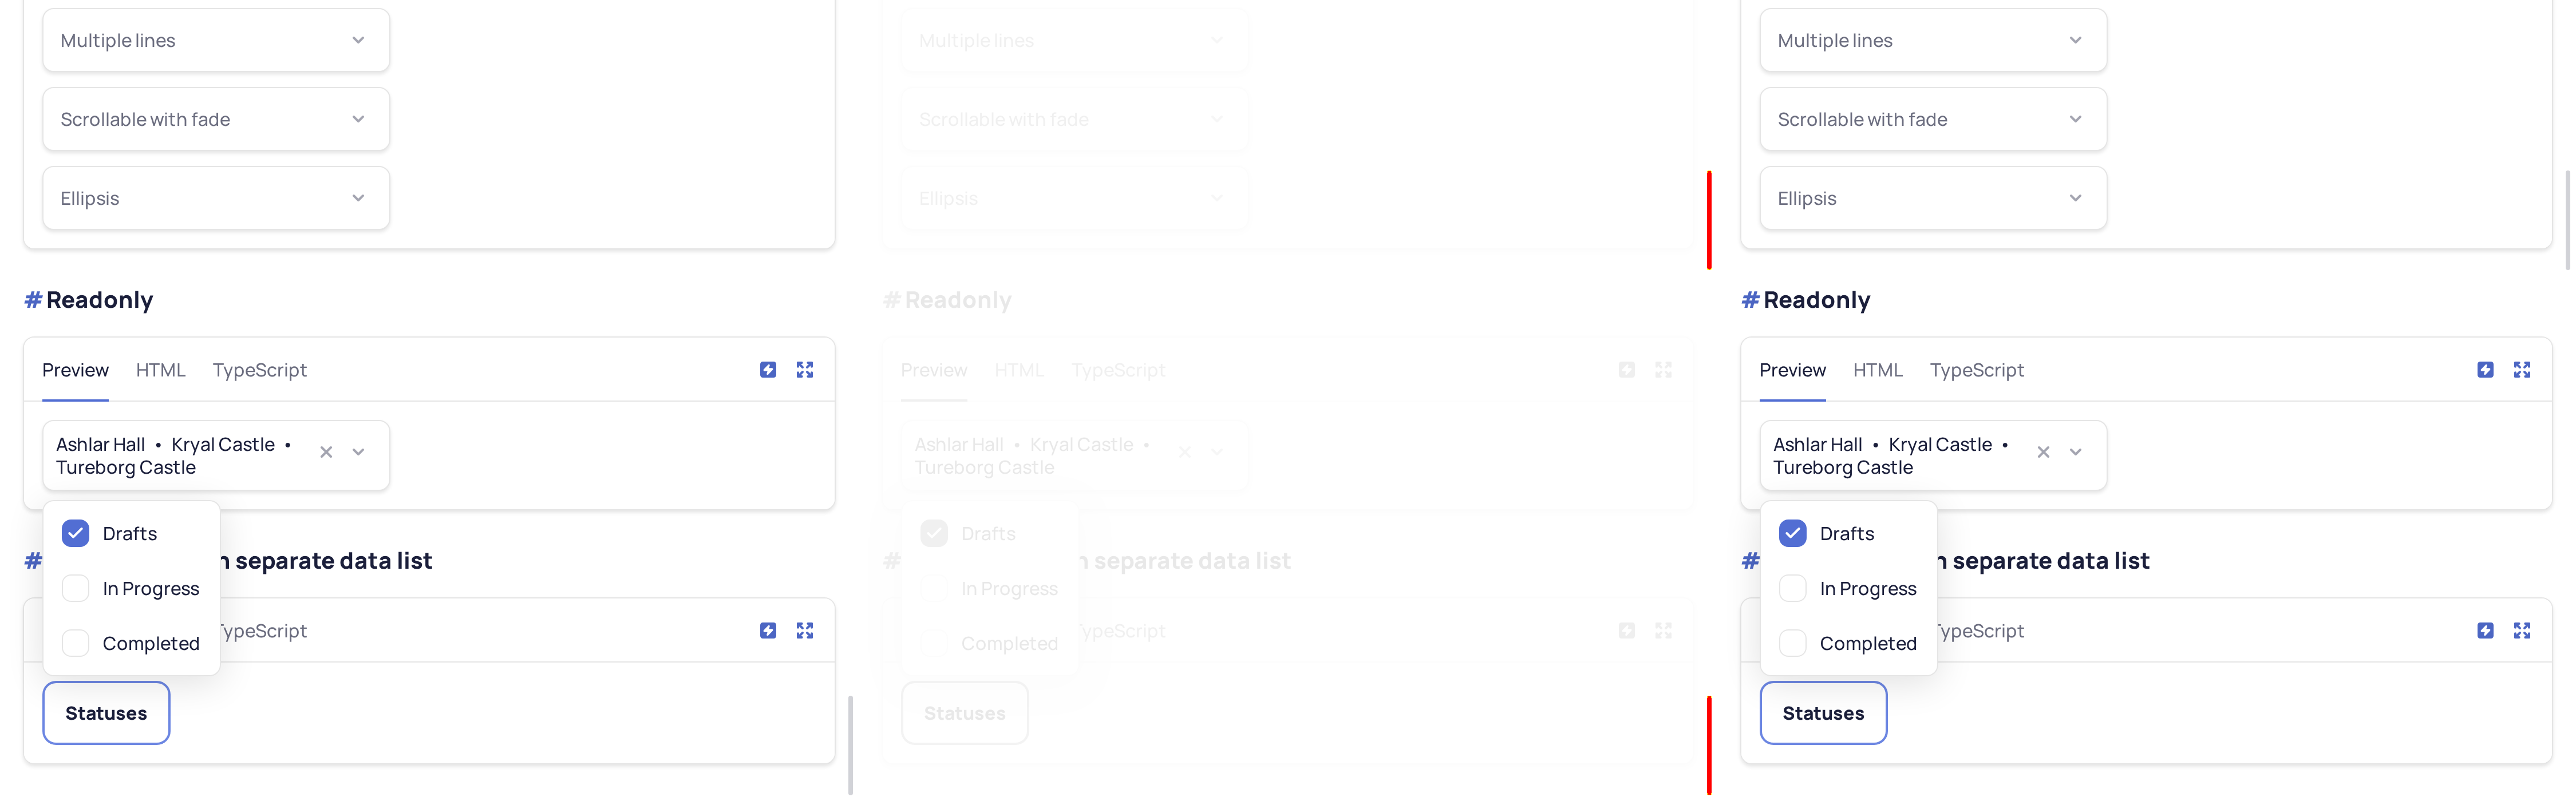 Multiple lines
Scrollable with fade
Ellipsis
#Readonly
Preview HTML TypeScript
Ashlar Hall • Kryal Castle •
Tureborg Castle
Drafts
# n separate data list
In Progress
TypeScript
Completed
Statuses
Multiple lines
Scrollable with fade
Ellipsis
#Readonly
Preview HTML TypeScript
Ashlar Hall • Kryal Castle •
Tureborg Castle
Drafts
# n separate data list
In Progress
TypeScript
Completed
Statuses
Multiple lines
Scrollable with fade
Ellipsis
#Readonly
Preview HTML TypeScript
Ashlar Hall • Kryal Castle •
Tureborg Castle
Drafts
# n separate data list
In Progress
TypeScript
Completed
Statuses